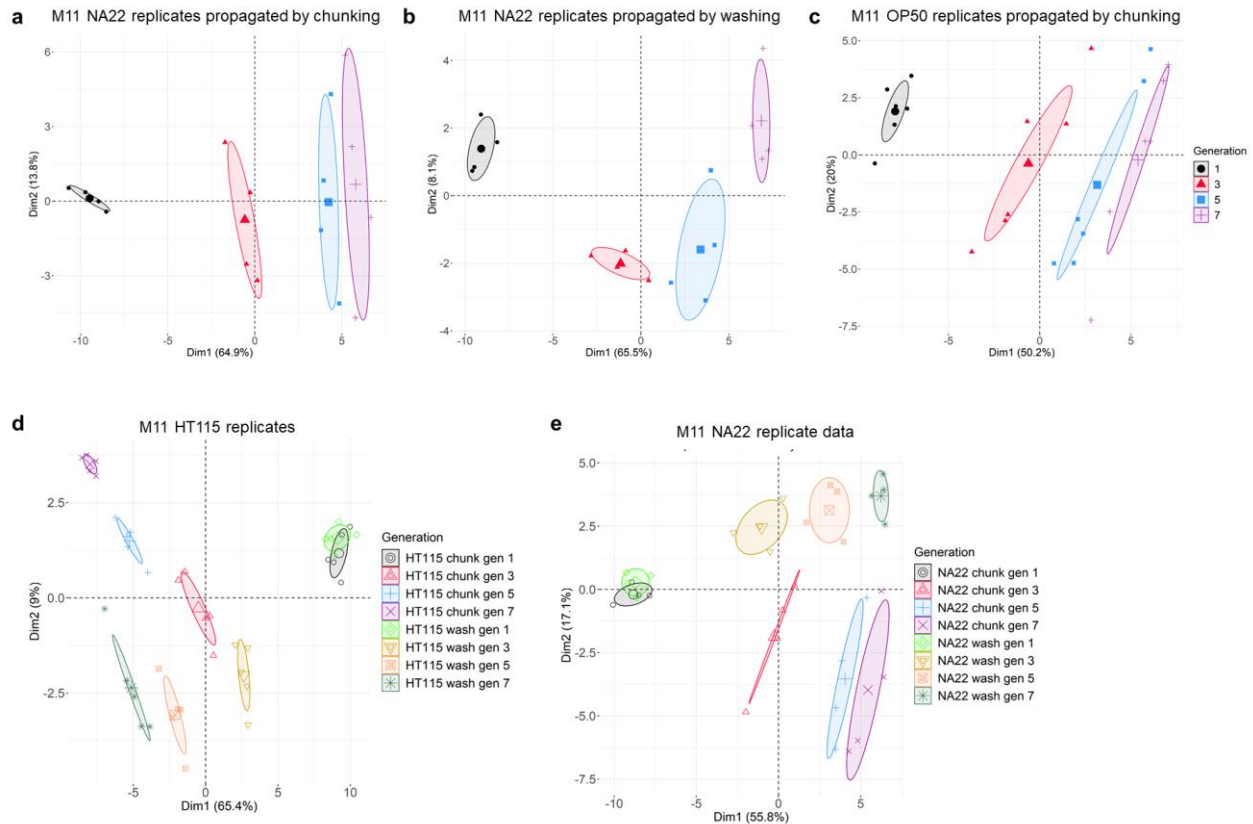 a
M11 NA22 replicates propagated by chunking
6
3
0
-3
-10
-5
0
5
Dim2 (13.8%)
Dim1 (64.9%)
b
M11 NA22 replicates propagated by washing
4
2
0
-2
-4
-10
-5
0
5
Dim2 (8.1%)
Dim1 (65.5%)
c
M11 OP50 replicates propagated by chunking
5.0
2.5
0.0
-2.5
-5.0
-7.5
-5
0
5
Dim2 (20%)
Dim1 (50.2%)
Generation
1
3
5
7
d
M11 HT115 replicates
2.5
0.0
-2.5
-5
0
5
10
Dim2 (9%)
Dim1 (65.4%)
Generation
HT115 chunk gen 1
HT115 chunk gen 3
HT115 chunk gen 5
HT115 chunk gen 7
HT115 wash gen 1
HT115 wash gen 3
HT115 wash gen 5
HT115 wash gen 7
e
M11 NA22 replicate data
5.0
2.5
0.0
-2.5
-5.0
-7.5
-10
-5
0
5
Dim2 (17.1%)
Dim1 (55.8%)
Generation
NA22 chunk gen 1
NA22 chunk gen 3
NA22 chunk gen 5
NA22 chunk gen 7
NA22 wash gen 1
NA22 wash gen 3
NA22 wash gen 5
NA22 wash gen 7